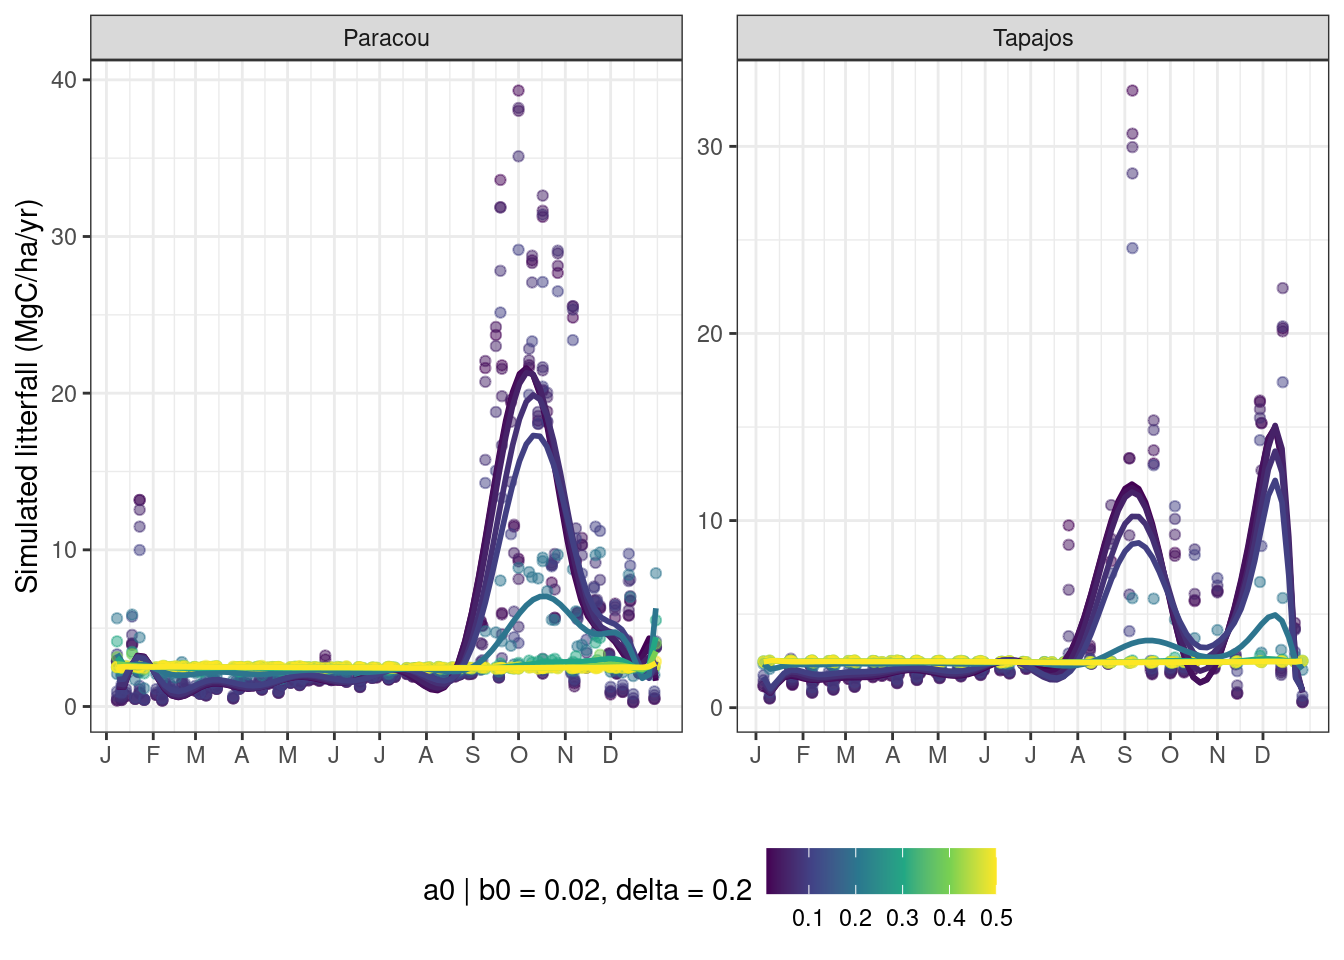 Paracou
Tapajos
Simulated litterfall (MgC/ha/yr)
40
30
20
10
0
30
20
10
0
J F M A M J J A S O N D
J F M A M J J A S O N D
a0 | b0 = 0.02, delta = 0.2
0.1 0.2 0.3 0.4 0.5